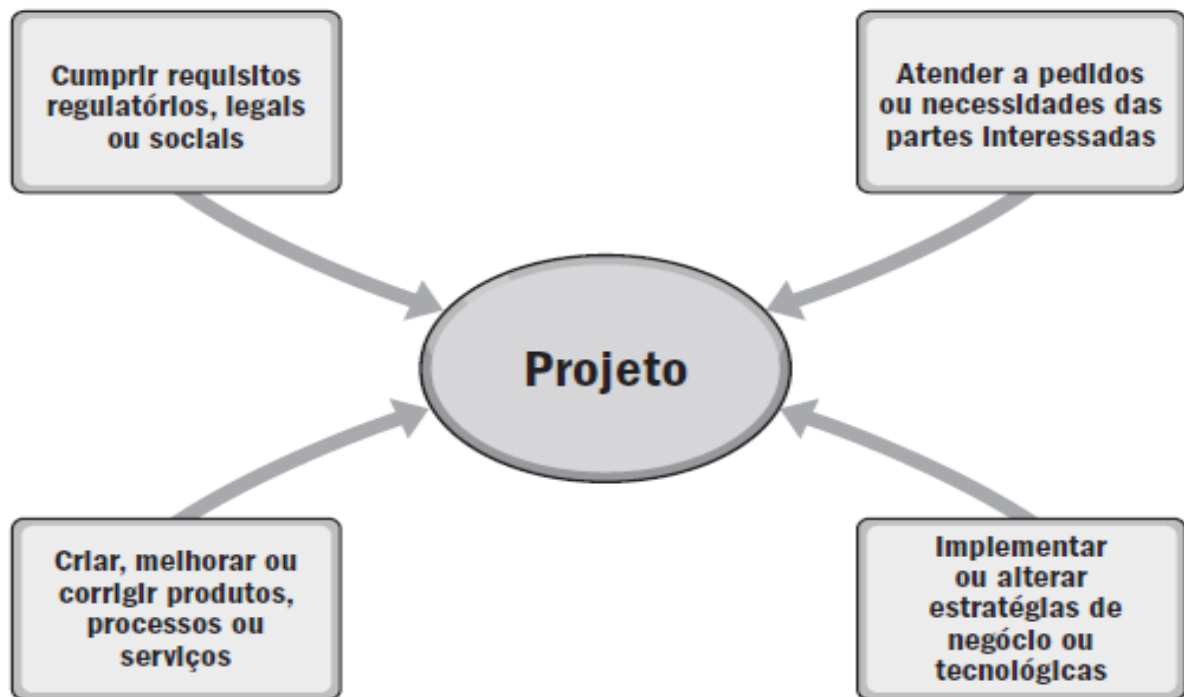 Cumprir requisitos
regulatórios, legais
ou sociais
Atender a pedidos
ou necessidades das
partes interessadas
Projeto
Criar, melhorar ou
corrigir produtos,
processos ou
serviços
Implementar
ou alterar
estratégias de
negócio ou
tecnológicas